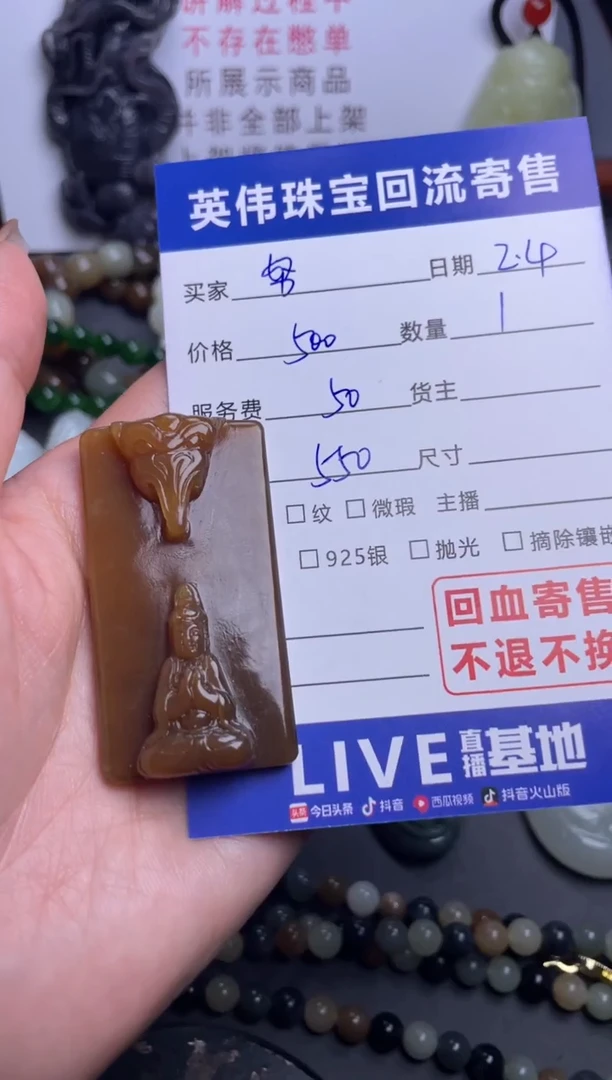 讲解过程中
不存在憋单
所展示商品
并非全部上架
英伟珠宝回流寄售
买家 日期 2.4
价格 500 数量 1
服务费 50 货主
550 尺寸
纹 微瑕 主播
925银 抛光 摘除镶嵌
回血寄售
不退不换
LIVE 直播 基地
头条 今日头条 抖音 西瓜视频 抖音火山版